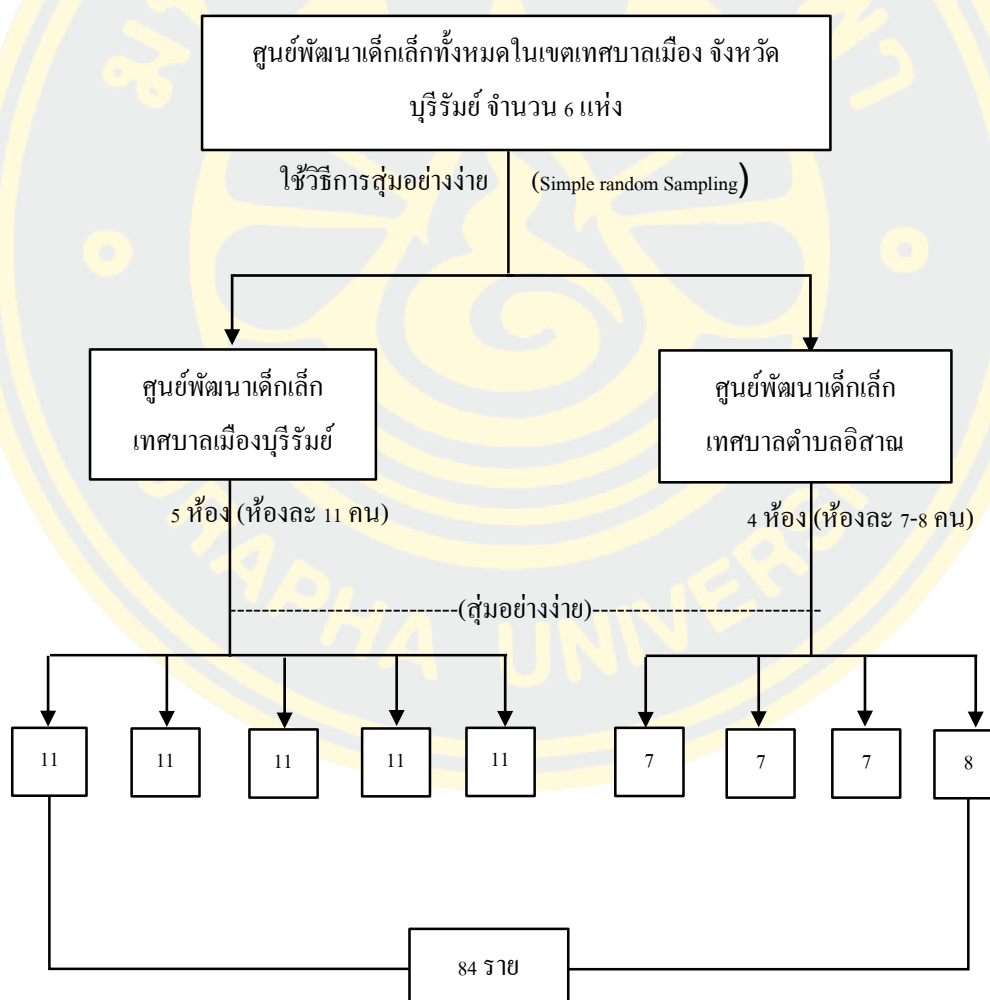 ศูนย์พัฒนาเด็กเล็กทั้งหมดในเขตเทศบาลเมือง จังหวัด
บุรีรัมย์ จำนวน 6 แห่ง
ใช้วิธีการสุ่มอย่างง่าย (Simple random Sampling)
ศูนย์พัฒนาเด็กเล็ก
เทศบาลเมืองบุรีรัมย์
ศูนย์พัฒนาเด็กเล็ก
เทศบาลตำบลอิสาณ
5 ห้อง (ห้องละ 11 คน)
4 ห้อง (ห้องละ 7-8 คน)
--------------------(สุ่มอย่างง่าย)--------------------
11 11 11 11 11 7 7 7 8
84 ราย
RAPHA UNIVERSI